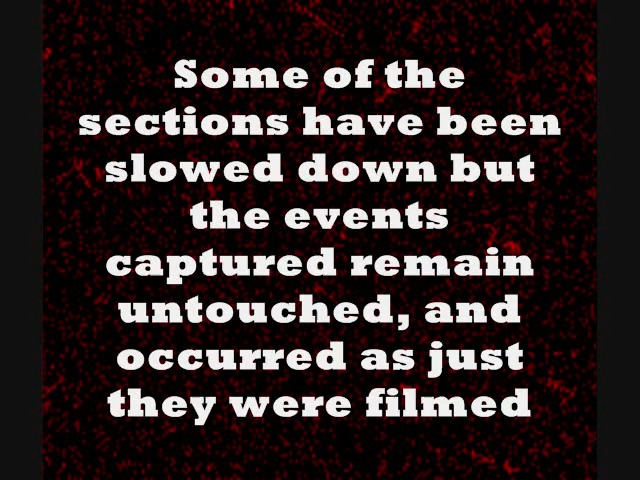 Some of the
sections have been
slowed down but
the events
captured remain
untouched, and
occurred as just
they were filmed